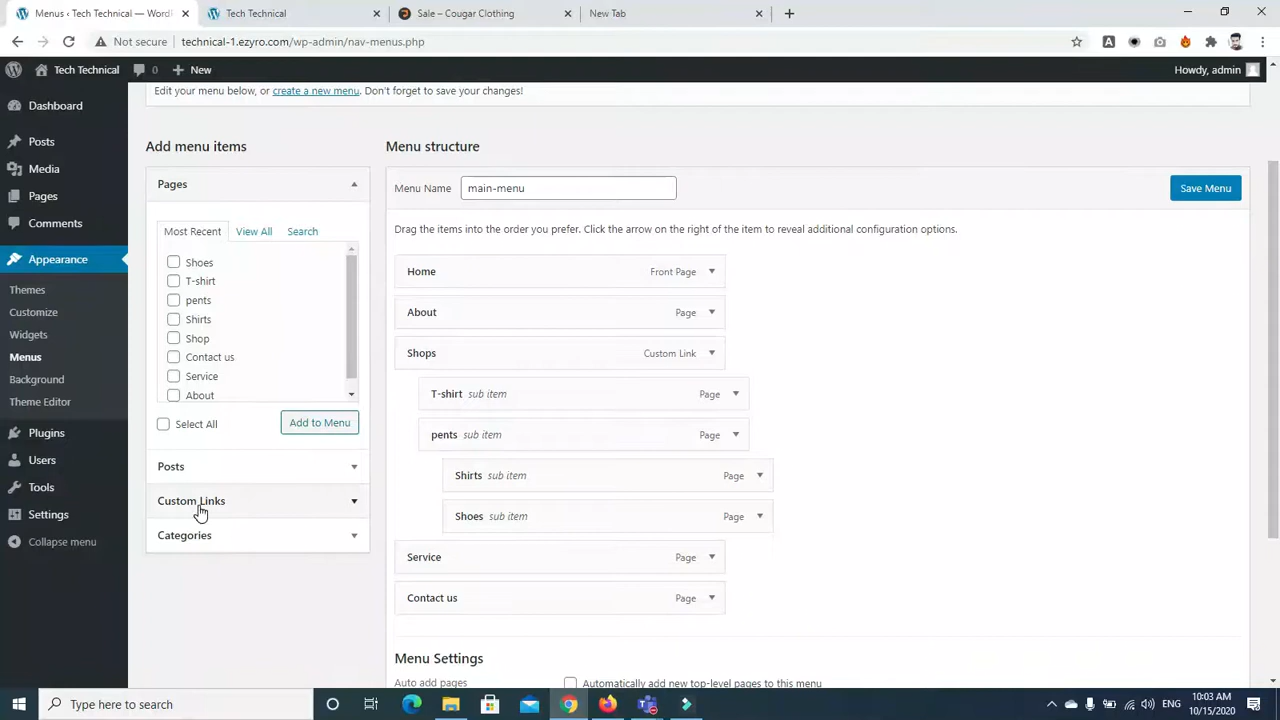 Menus ‹ Tech Technical — WordPr
Tech Technical
Sale – Cougar Clothing
New Tab
Not secure
technical-1.ezyro.com/wp-admin/nav-menus.php
Tech Technical
0
New
Howdy, admin
Dashboard
Posts
Media
Pages
Comments
Appearance
Themes
Customize
Widgets
Menus
Background
Theme Editor
Plugins
Users
Tools
Settings
Collapse menu
Edit your menu below, or create a new menu. Don't forget to save your changes!
Add menu items
Pages
Most Recent
View All
Search
Shoes
T-shirt
pents
Shirts
Shop
Contact us
Service
About
Select All
Add to Menu
Posts
Custom Links
Categories
Menu structure
Menu Name
main-menu
Save Menu
Drag the items into the order you prefer. Click the arrow on the right of the item to reveal additional configuration options.
Home Front Page
About Page
Shops Custom Link
T-shirt sub item Page
pents sub item Page
Shirts sub item Page
Shoes sub item Page
Service Page
Contact us Page
Menu Settings
Auto add pages
Automatically add new top-level pages to this menu
Type here to search
ENG
10:03 AM
10/15/2020